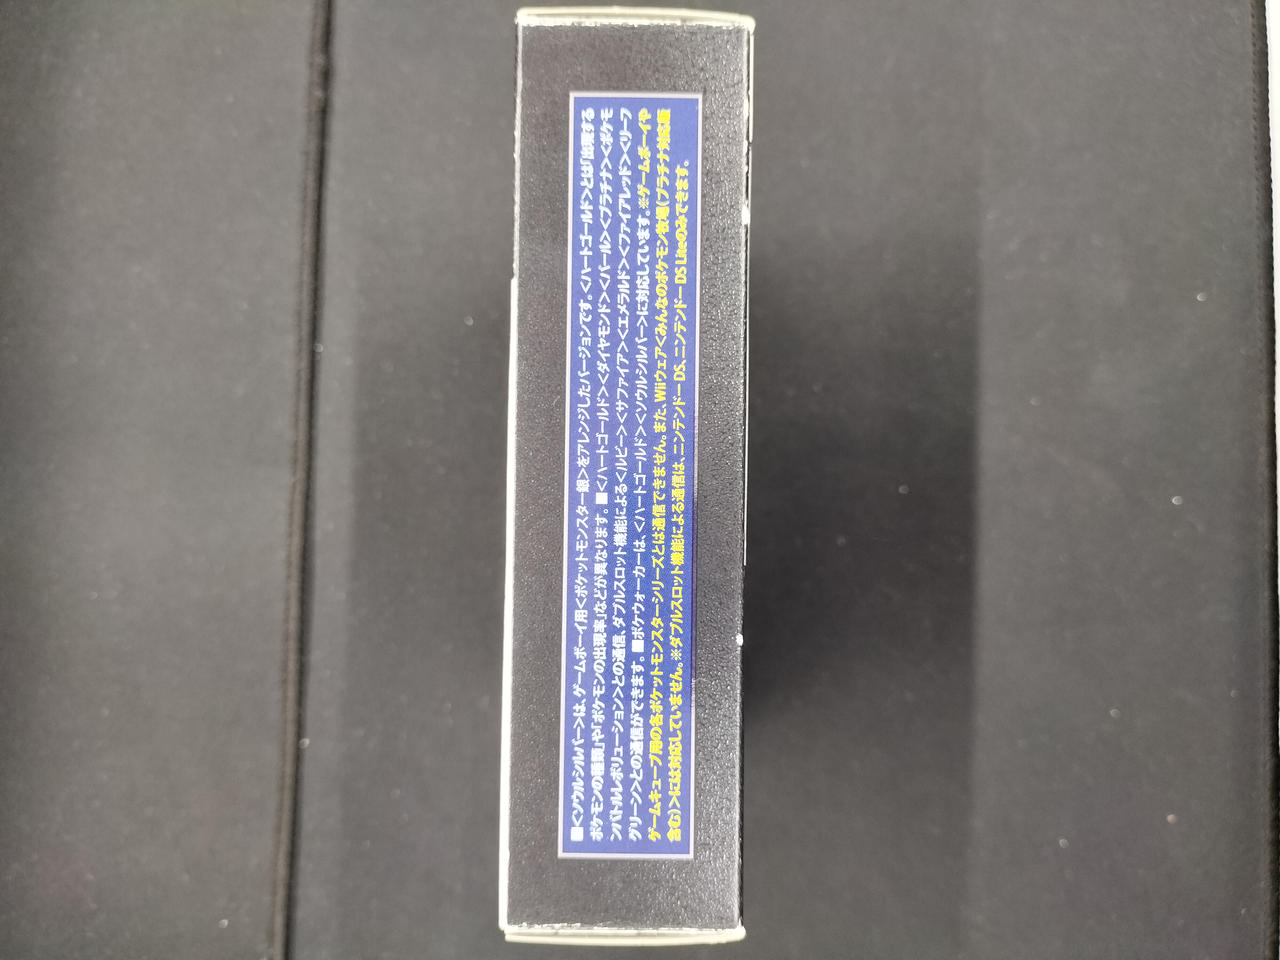 ■<ソウルシルバー>は、ゲームボーイ用<ポケットモンスター銀>をアレンジしたバージョンです。<ハートゴールド>とは「出現する
ポケモンの種類」や「ポケモンの出現率」などが異なります。■<ハートゴールド><ダイヤモンド><パール><プラチナ><ポケモ
ンバトルレボリューション>との通信、ダブルスロット機能による<ルビー><サファイア><エメラルド><ファイアレッド><リーフ
グリーン>との通信ができます。■ポケウォーカーは、<ハートゴールド><ソウルシルバー>に対応しています。※ゲームボーイや
ゲームキューブ用の各ポケットモンスターシリーズとは通信できません。また、Wiiウェア<みんなのポケモン牧場(プラチナ対応版
含む)>には対応していません。※ダブルスロット機能による通信は、ニンテンドーDS、ニンテンドーDS Liteのみできます。